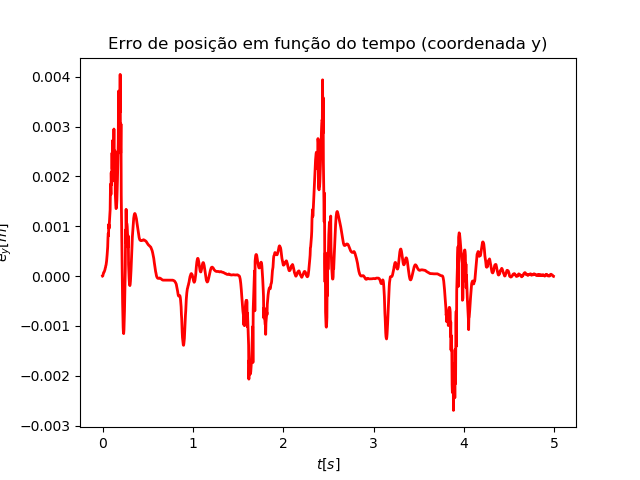 Erro de posição em função do tempo (coordenada y)
0.004
0.003
0.002
0.001
0.000
−0.001
−0.002
−0.003
e_y[m]
0 1 2 3 4 5
t[s]